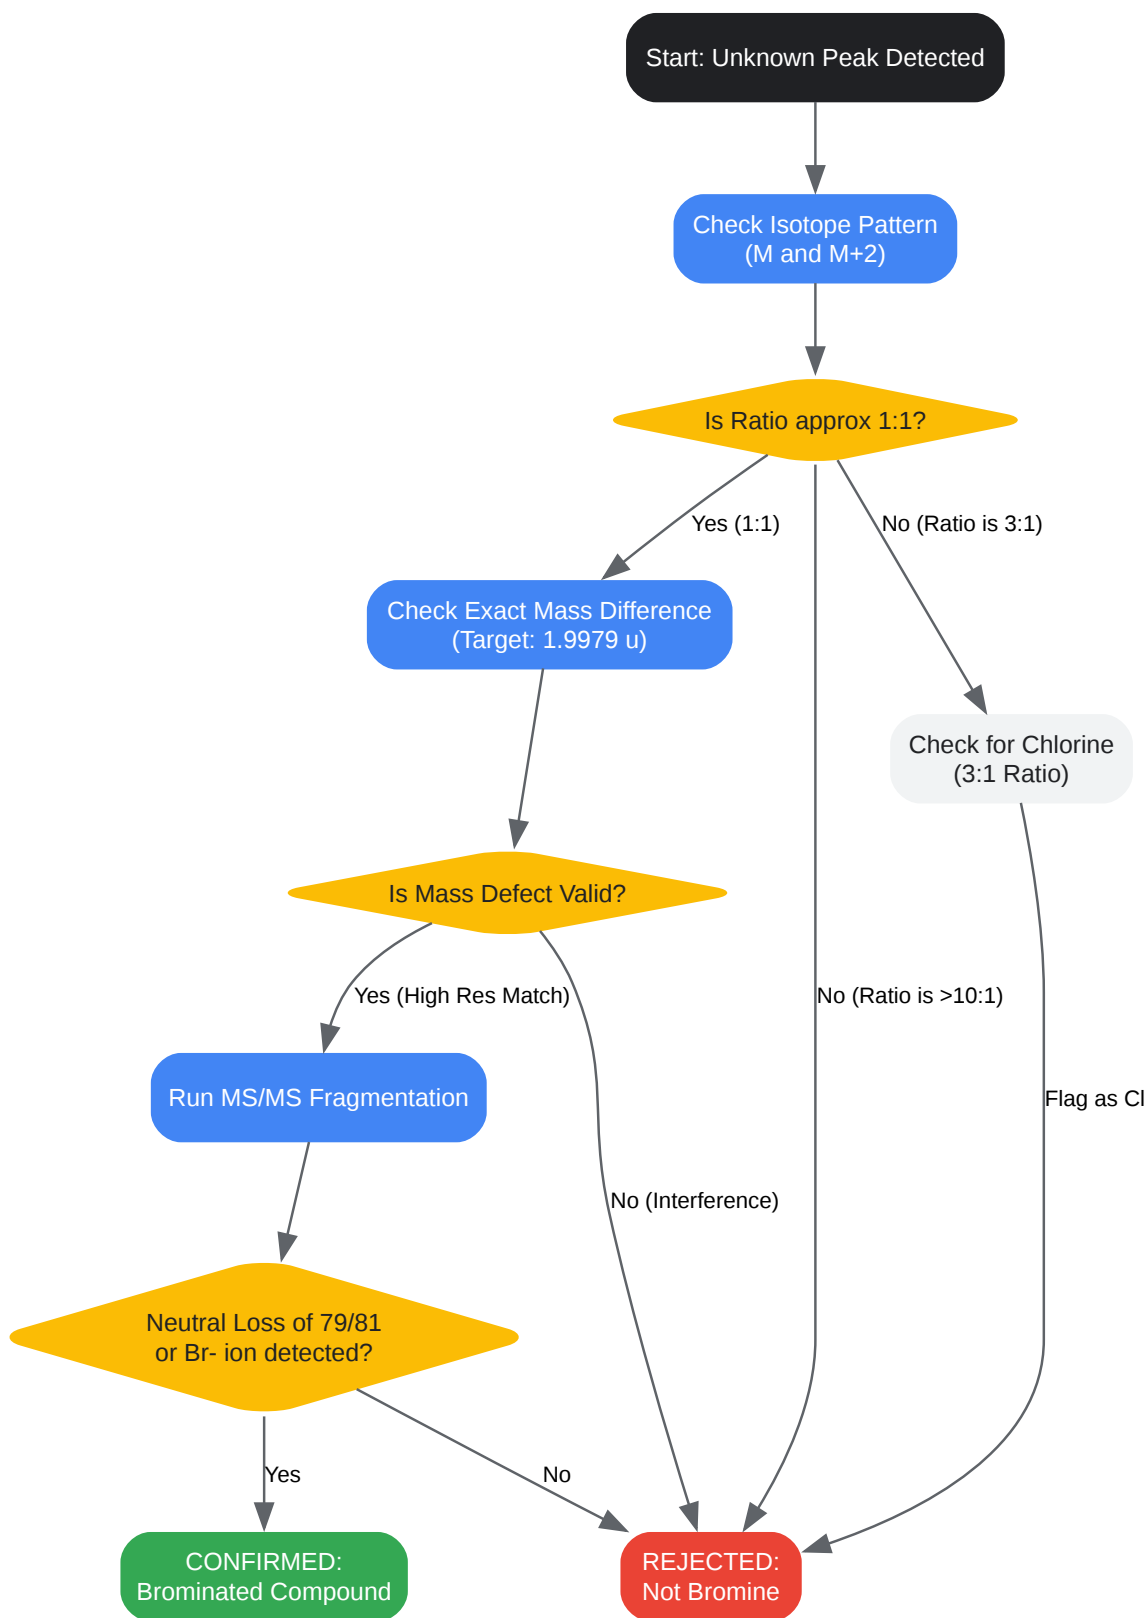 Start: Unknown Peak Detected
Check Isotope Pattern
(M and M+2)
Is Ratio approx 1:1?
Yes (1:1)
No (Ratio is 3:1)
Check Exact Mass Difference
(Target: 1.9979 u)
Check for Chlorine
(3:1 Ratio)
Is Mass Defect Valid?
Yes (High Res Match)
No (Ratio is >10:1)
Run MS/MS Fragmentation
Flag as Cl
No (Interference)
Neutral Loss of 79/81
or Br- ion detected?
Yes
No
CONFIRMED:
Brominated Compound
REJECTED:
Not Bromine